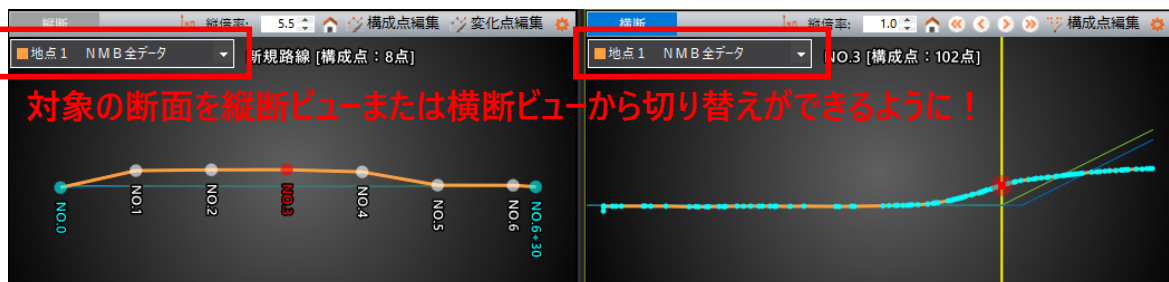 縦断
縦倍率: 5.5 構成点編集 変化点編集
地点１　ＮＭＢ全データ
新規路線 [構成点：8点]
横断
縦倍率: 1.0 構成点編集
地点１　ＮＭＢ全データ
NO.3 [構成点：102点]
対象の断面を縦断ビューまたは横断ビューから切り替えができるように！
NO.0
NO.1
NO.2
NO.3
NO.4
NO.5
NO.6
NO.6+30